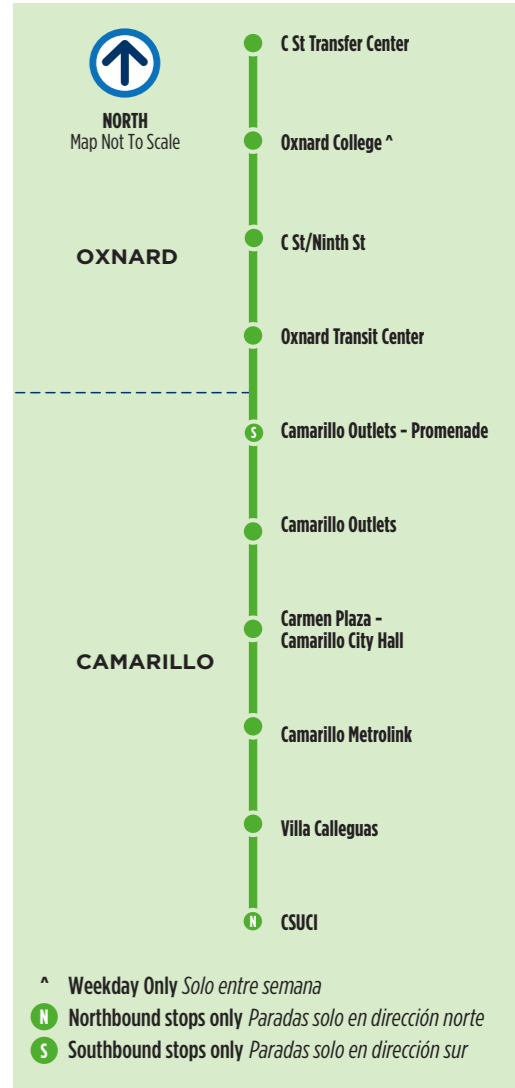 C St Transfer Center
NORTH
Map Not To Scale
Oxnard College ^
OXNARD
C St/Ninth St
Oxnard Transit Center
S
Camarillo Outlets - Promenade
Camarillo Outlets
Carmen Plaza -
Camarillo City Hall
CAMARILLO
Camarillo Metrolink
Villa Calleguas
N
CSUCI
^ Weekday Only Solo entre semana
N Northbound stops only Paradas solo en dirección norte
S Southbound stops only Paradas solo en dirección sur